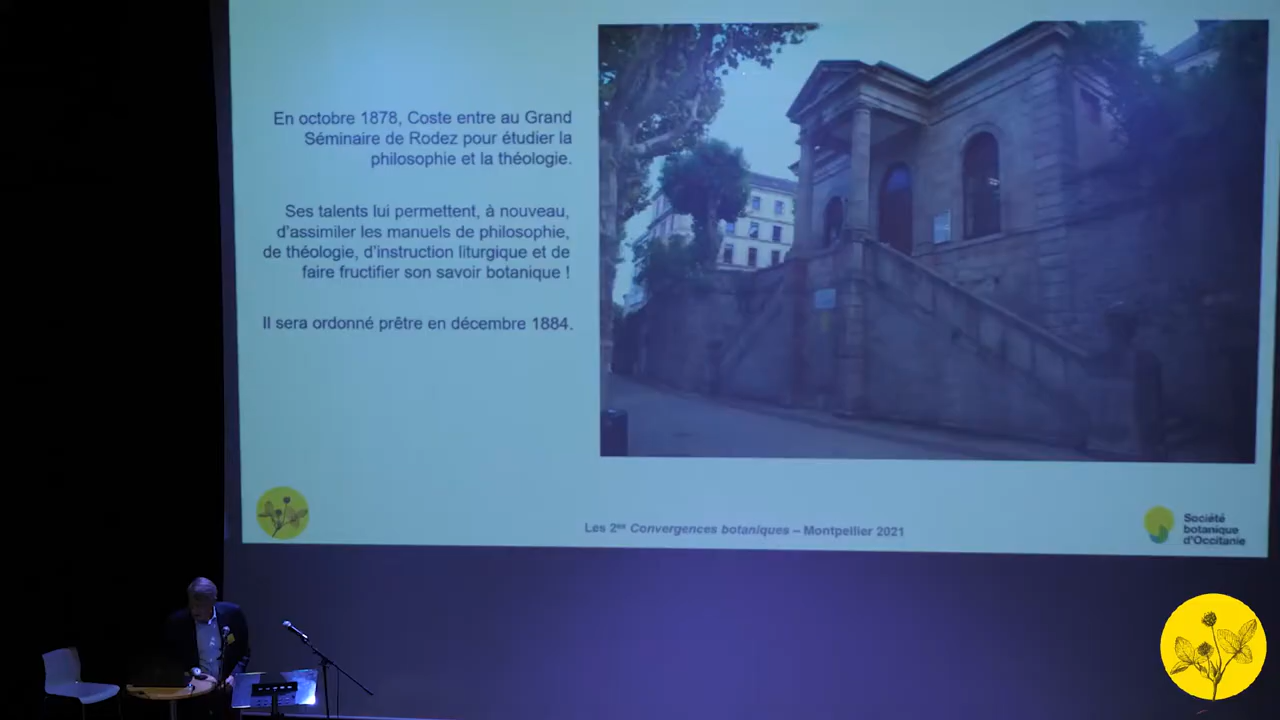 En octobre 1878, Coste entre au Grand
Séminaire de Rodez pour étudier la
philosophie et la théologie.
Ses talents lui permettent, à nouveau,
d'assimiler les manuels de philosophie,
de théologie, d'instruction liturgique et de
faire fructifier son savoir botanique !
Il sera ordonné prêtre en décembre 1884.
Les 2es Convergences botaniques – Montpellier 2021
Société
botanique
d'Occitanie